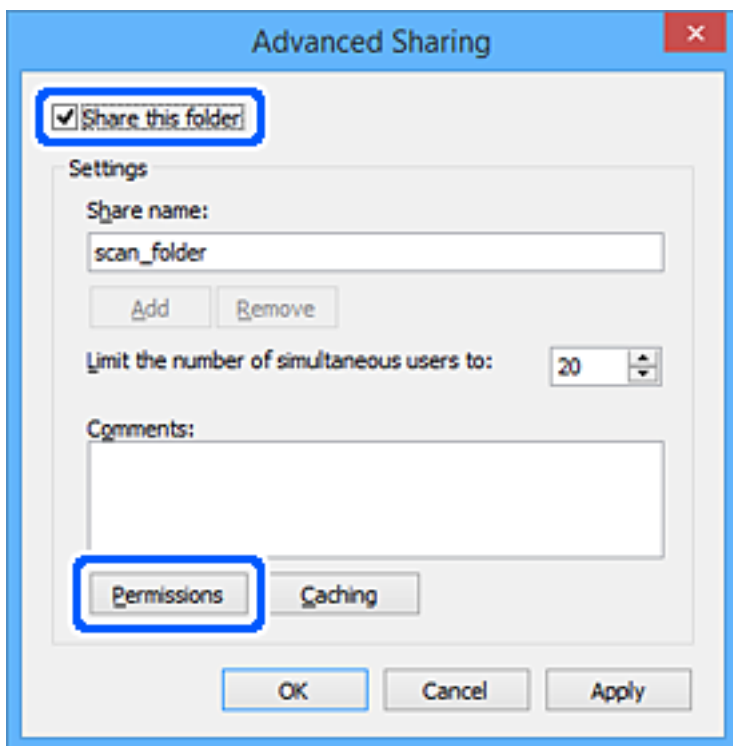 Advanced Sharing
Share this folder
Settings
Share name:
scan_folder
Add Remove
Limit the number of simultaneous users to: 20
Comments:
Permissions Caching
OK Cancel Apply